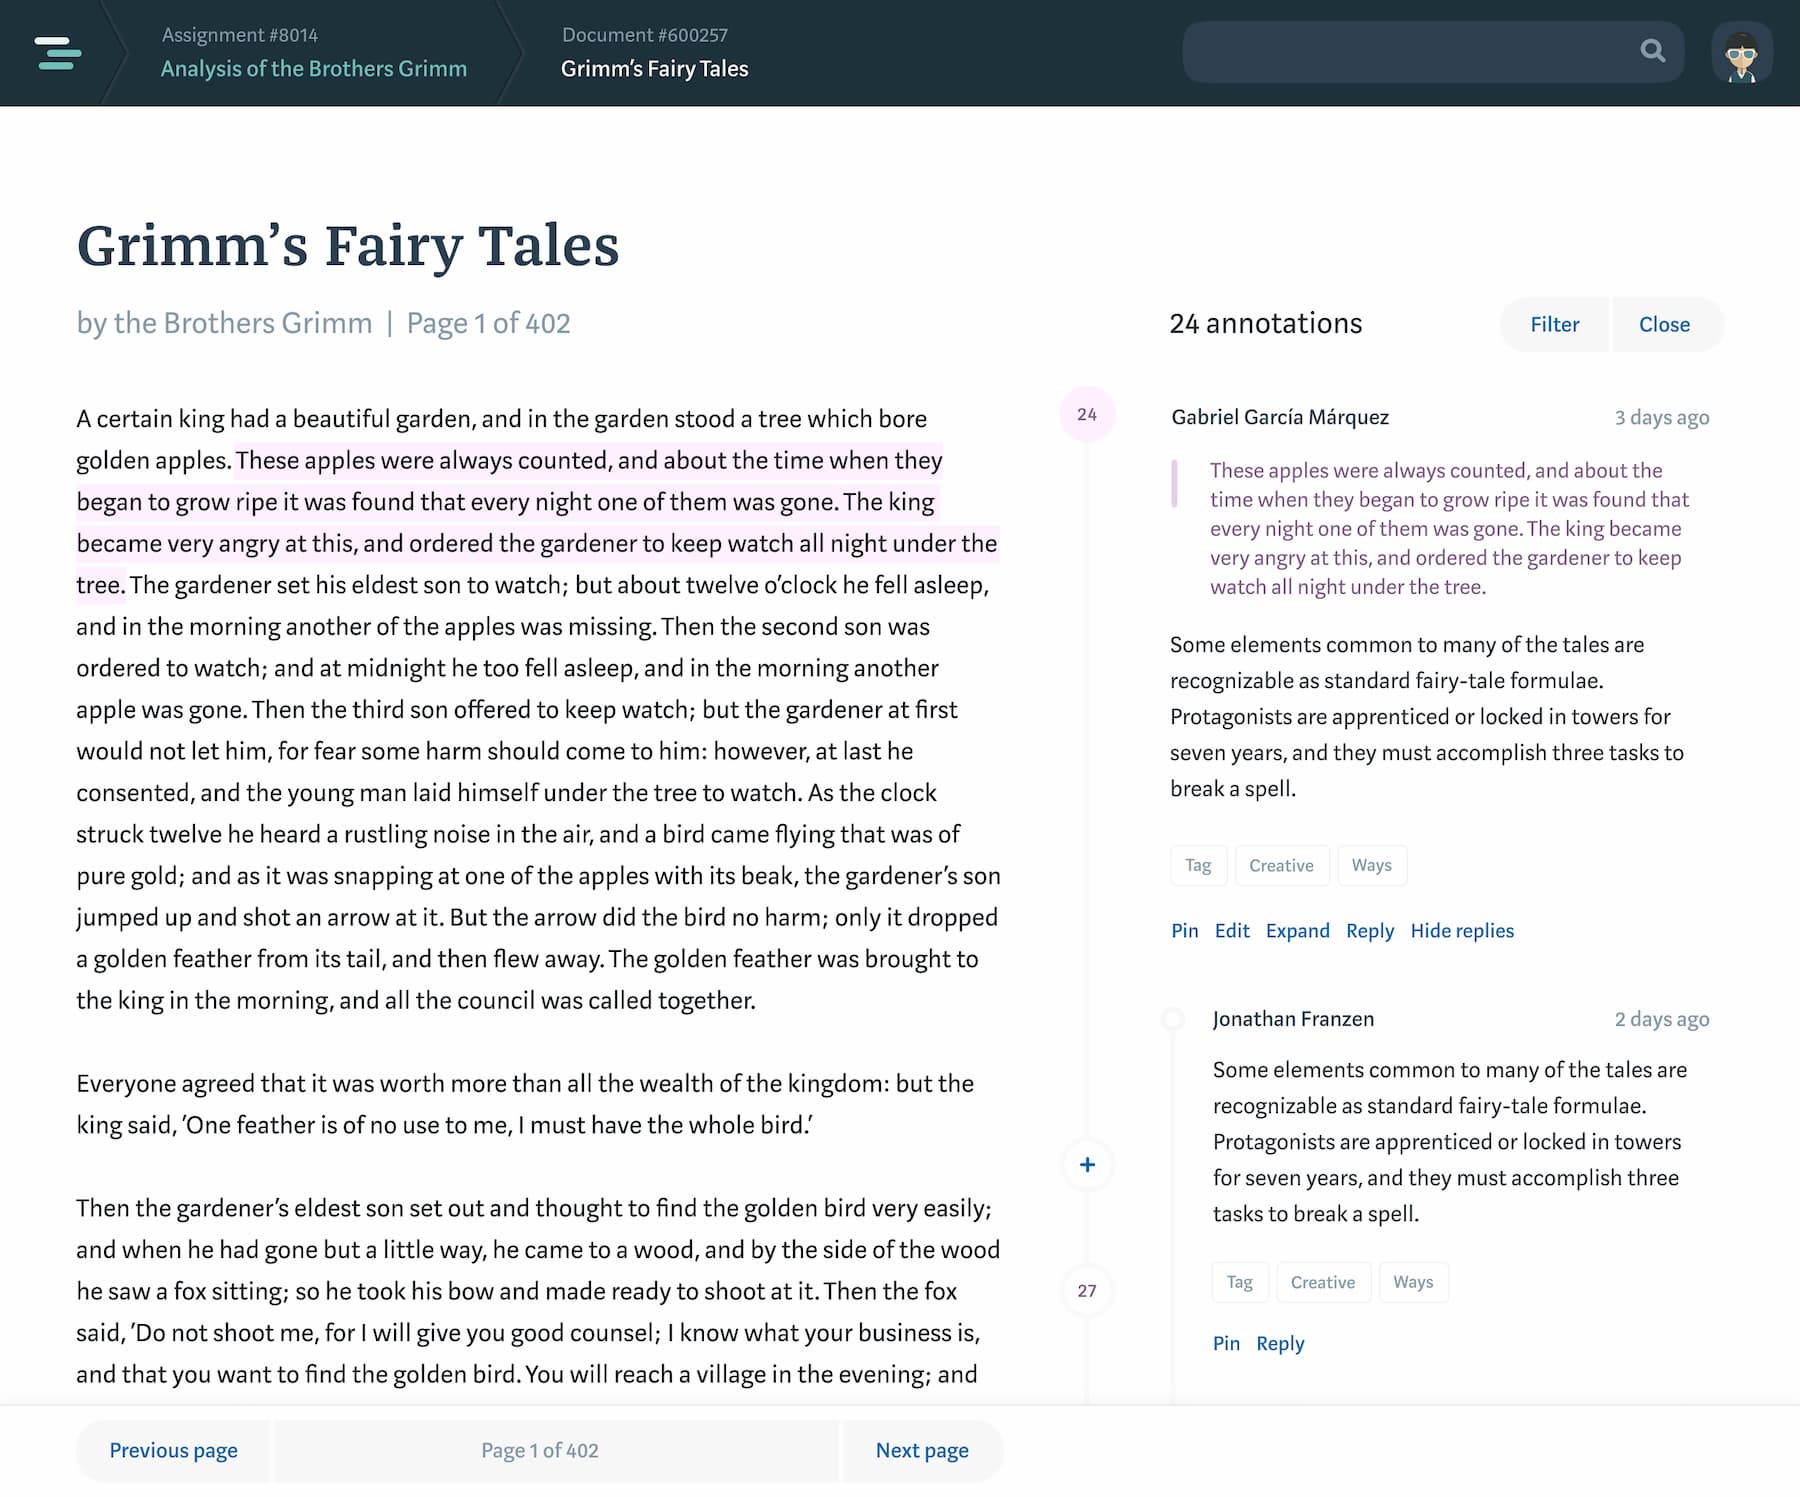 Assignment #8014
Analysis of the Brothers Grimm
Document #600257
Grimm’s Fairy Tales
Grimm’s Fairy Tales
by the Brothers Grimm | Page 1 of 402
A certain king had a beautiful garden, and in the garden stood a tree which bore
golden apples. These apples were always counted, and about the time when they
began to grow ripe it was found that every night one of them was gone. The king
became very angry at this, and ordered the gardener to keep watch all night under the
tree. The gardener set his eldest son to watch; but about twelve o’clock he fell asleep,
and in the morning another of the apples was missing. Then the second son was
ordered to watch; and at midnight he too fell asleep, and in the morning another
apple was gone. Then the third son offered to keep watch; but the gardener at first
would not let him, for fear some harm should come to him: however, at last he
consented, and the young man laid himself under the tree to watch. As the clock
struck twelve he heard a rustling noise in the air, and a bird came flying that was of
pure gold; and as it was snapping at one of the apples with its beak, the gardener’s son
jumped up and shot an arrow at it. But the arrow did the bird no harm; only it dropped
a golden feather from its tail, and then flew away. The golden feather was brought to
the king in the morning, and all the council was called together.
Everyone agreed that it was worth more than all the wealth of the kingdom: but the
king said, ’One feather is of no use to me, I must have the whole bird.’
Then the gardener’s eldest son set out and thought to find the golden bird very easily;
and when he had gone but a little way, he came to a wood, and by the side of the wood
he saw a fox sitting; so he took his bow and made ready to shoot at it. Then the fox
said, ’Do not shoot me, for I will give you good counsel; I know what your business is,
and that you want to find the golden bird. You will reach a village in the evening; and
24
+
27
24 annotations
Filter
Close
Gabriel García Márquez
3 days ago
These apples were always counted, and about the
time when they began to grow ripe it was found that
every night one of them was gone. The king became
very angry at this, and ordered the gardener to keep
watch all night under the tree.
Some elements common to many of the tales are
recognizable as standard fairy-tale formulae.
Protagonists are apprenticed or locked in towers for
seven years, and they must accomplish three tasks to
break a spell.
Tag
Creative
Ways
Pin Edit Expand Reply Hide replies
Jonathan Franzen
2 days ago
Some elements common to many of the tales are
recognizable as standard fairy-tale formulae.
Protagonists are apprenticed or locked in towers
for seven years, and they must accomplish three
tasks to break a spell.
Tag
Creative
Ways
Pin Reply
Previous page
Page 1 of 402
Next page